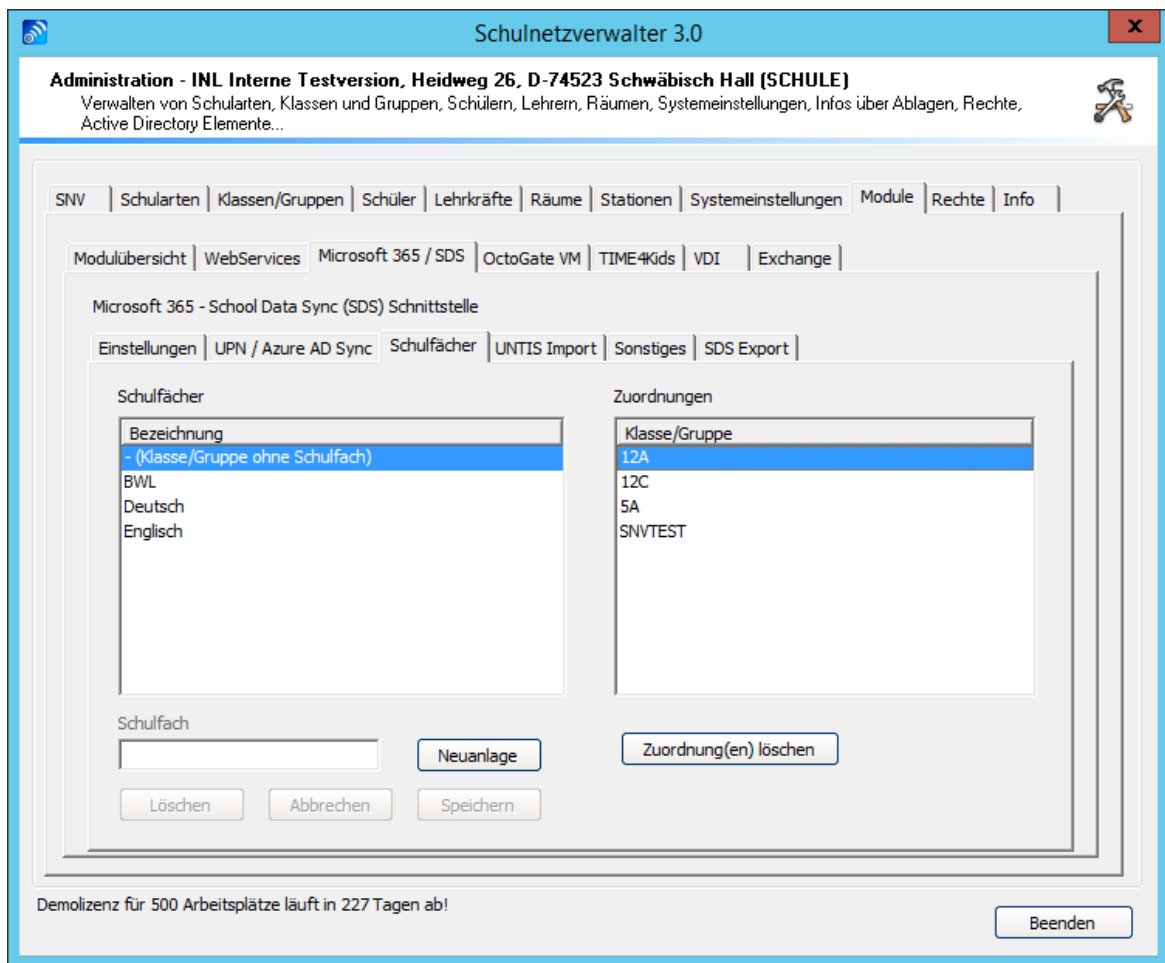 Schulnetzverwalter 3.0
x
Administration - INL Interne Testversion, Heidweg 26, D-74523 Schwäbisch Hall (SCHULE)
Verwalten von Schularten, Klassen und Gruppen, Schülern, Lehrern, Räumen, Systemeinstellungen, Infos über Ablagen, Rechte,
Active Directory Elemente...
SNV Schularten Klassen/Gruppen Schüler Lehrkräfte Räume Stationen Systemeinstellungen Module Rechte Info
Modulübersicht WebServices Microsoft 365 / SDS OctoGate VM TIME4Kids VDI Exchange
Microsoft 365 - School Data Sync (SDS) Schnittstelle
Einstellungen UPN / Azure AD Sync Schulfächer UNTIS Import Sonstiges SDS Export
Schulfächer
Bezeichnung
- (Klasse/Gruppe ohne Schulfach)
BWL
Deutsch
Englisch
Zuordnungen
Klasse/Gruppe
12A
12C
5A
SNVTEST
Schulfach
Neuanlage
Zuordnung(en) löschen
Löschen Abbrechen Speichern
Demolizenz für 500 Arbeitsplätze läuft in 227 Tagen ab!
Beenden